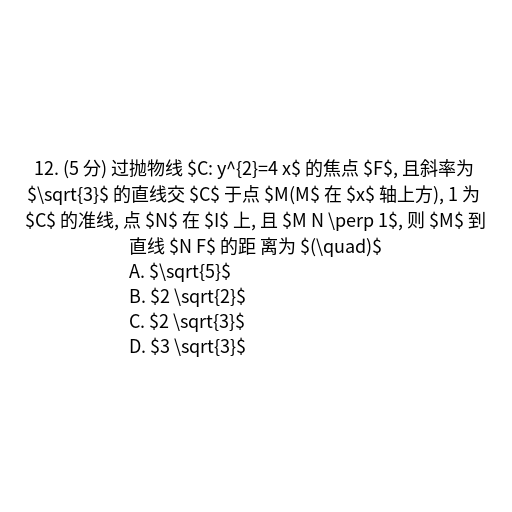 12. (5 分) 过抛物线 $C: y^{2}=4 x$ 的焦点 $F$, 且斜率为
$\sqrt{3}$ 的直线交 $C$ 于点 $M(M$ 在 $x$ 轴上方), 1 为
$C$ 的准线, 点 $N$ 在 $I$ 上, 且 $M N \perp 1$, 则 $M$ 到
直线 $N F$ 的距 离为 $(\quad)$
A. $\sqrt{5}$
B. $2 \sqrt{2}$
C. $2 \sqrt{3}$
D. $3 \sqrt{3}$